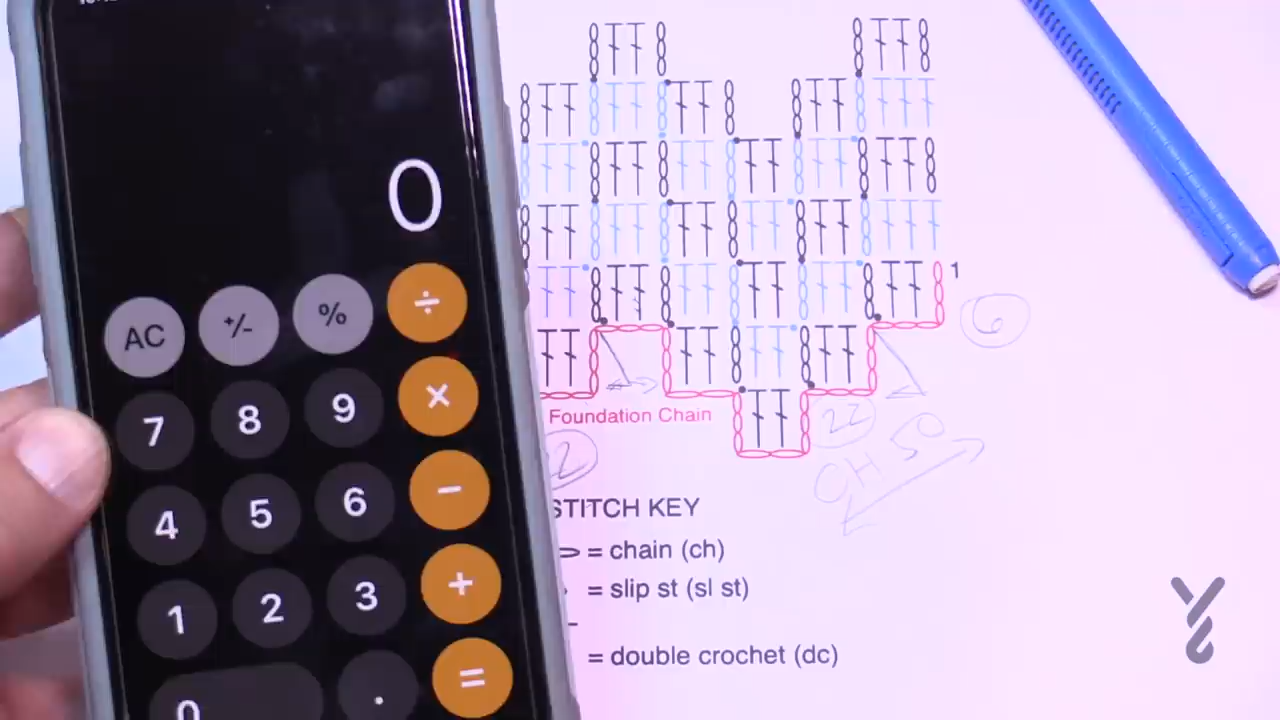 0
AC +/- % ÷
7 8 9 ×
4 5 6 −
1 2 3 +
0 . =
1
6
Foundation Chain
22
CH 50
STITCH KEY
= chain (ch)
= slip st (sl st)
= double crochet (dc)